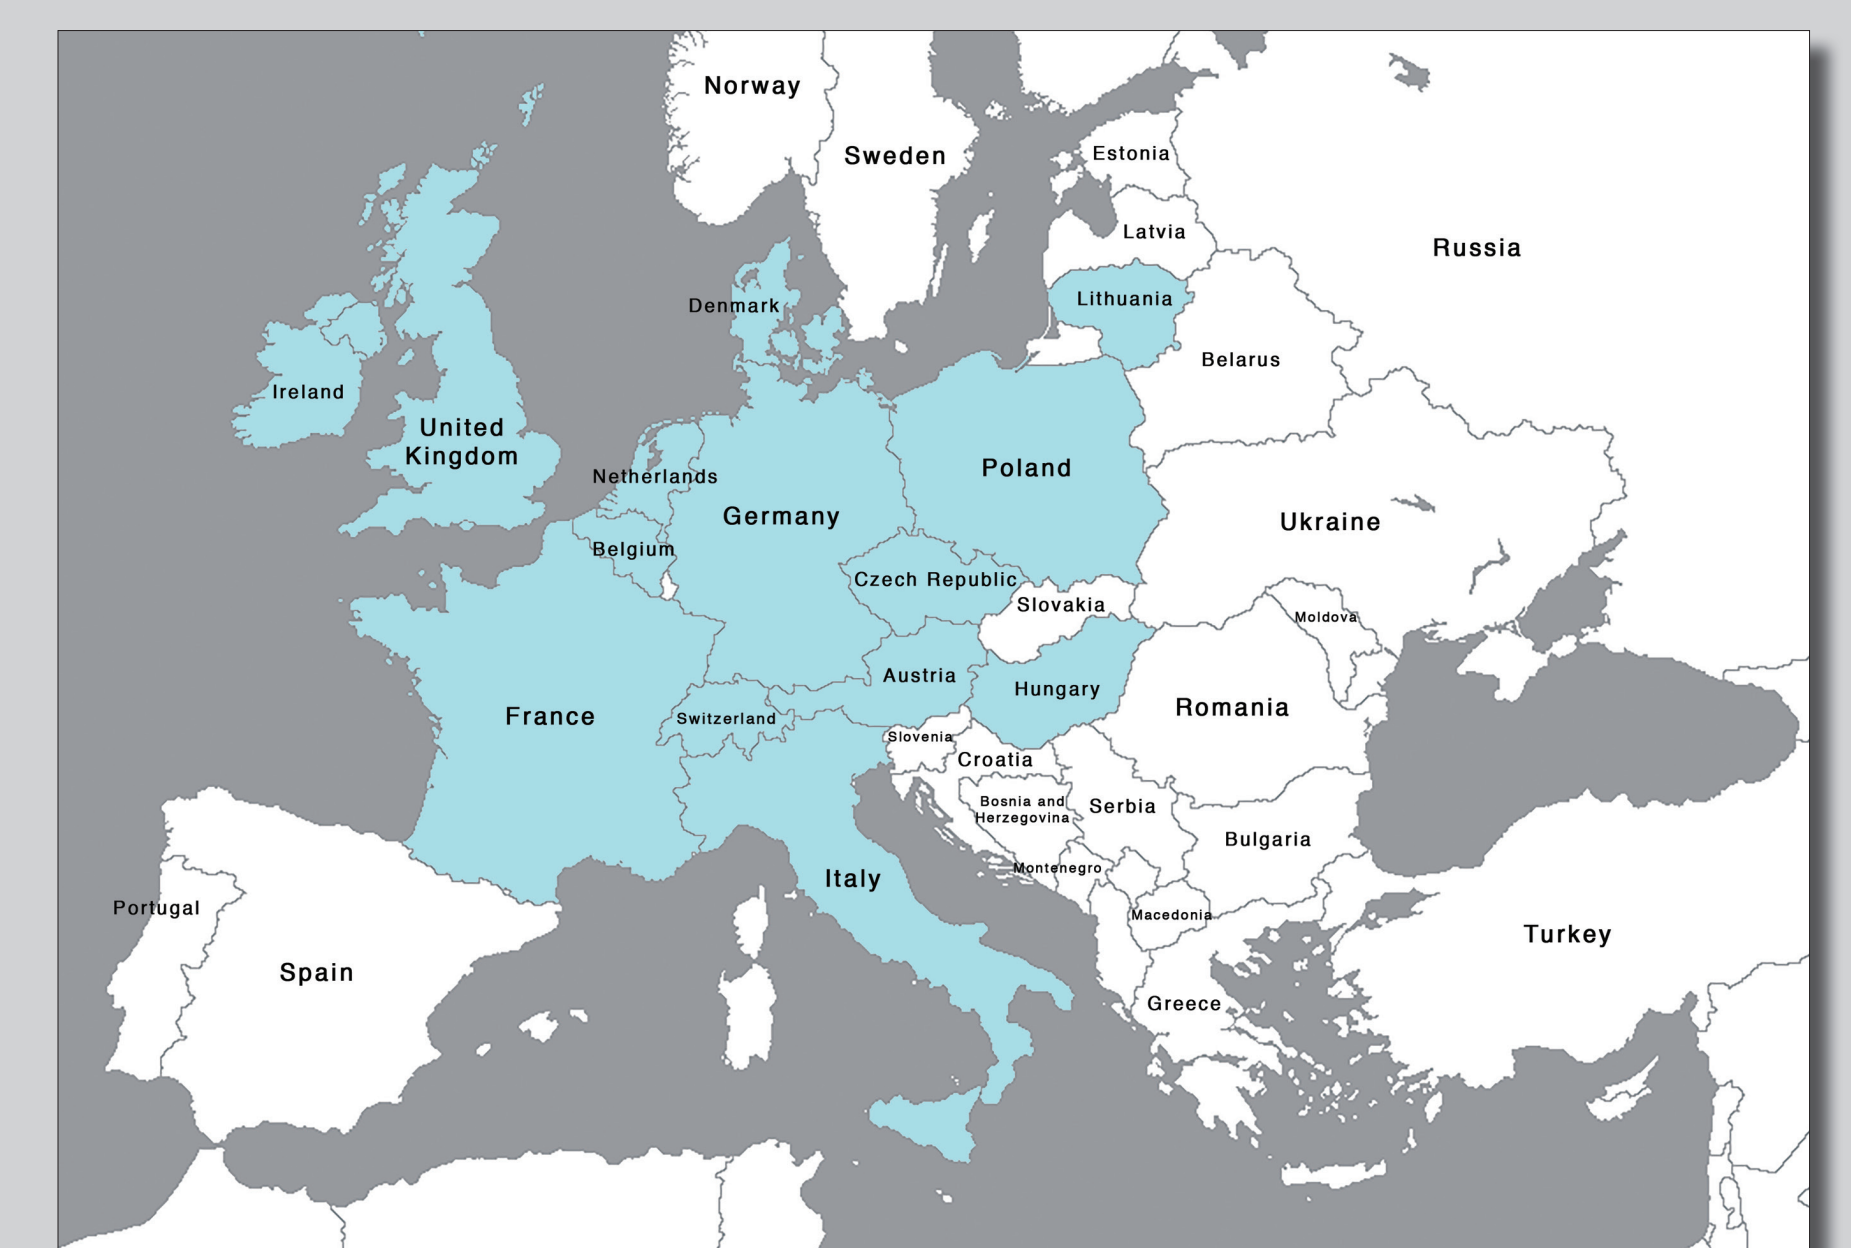 Norway
Sweden
Estonia
Latvia
Russia
Lithuania
Denmark
Belarus
Ireland
United
Kingdom
Netherlands
Poland
Germany
Ukraine
Belgium
Czech Republic
Slovakia
Moldova
Austria
Hungary
Romania
France
Switzerland
Slovenia
Croatia
Bosnia and
Herzegovina
Serbia
Bulgaria
Montenegro
Italy
Portugal
Macedonia
Turkey
Spain
Greece